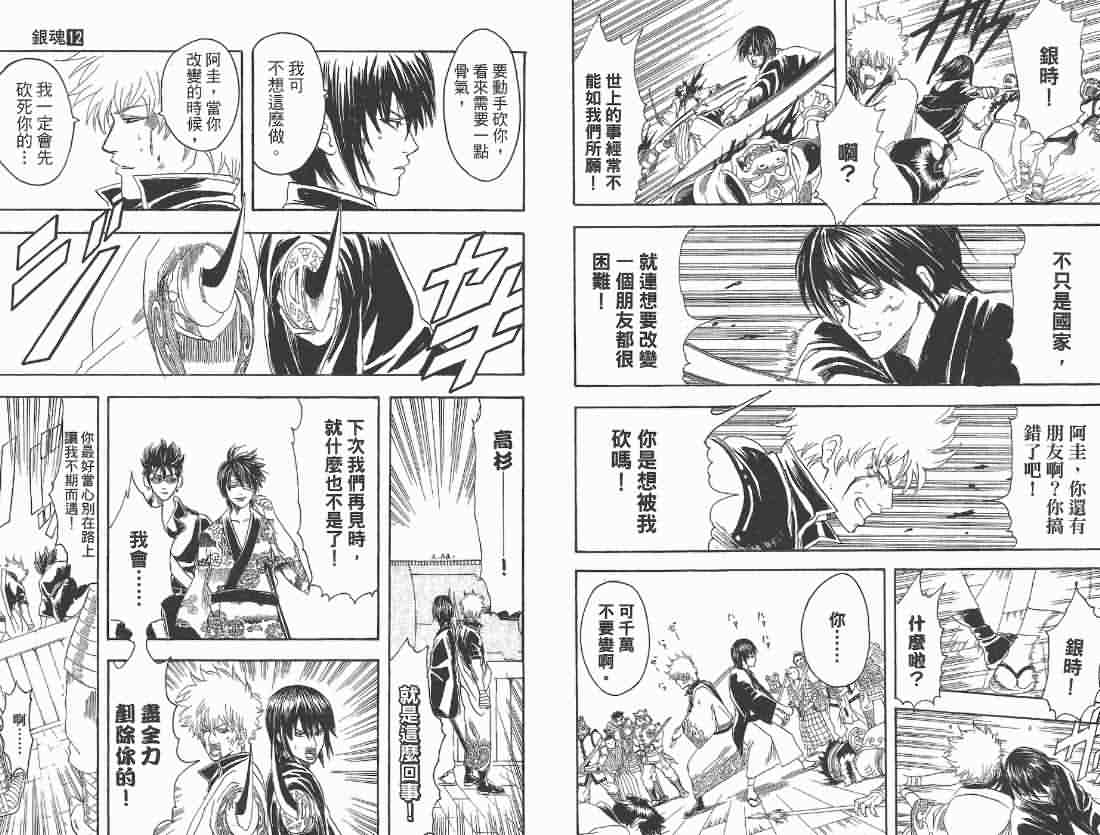 銀時！
啊？
世上的事經常不
能如我們所願！
不只是國家，
就連想要改變
一個朋友都很
困難！
阿圭，你還有
朋友啊？你搞
錯了吧！
你是想被我
砍嗎！
銀時！
什麼啦？
你……
可千萬
不要變啊。
銀魂12
要動手砍你，
看來需要一點
骨氣，
我可
不想這麼做。
阿圭，當你
改變的時候，
我一定會先
砍死你的…
高杉
！
就是這麼回事！
下次我們再見時，
就什麼也不是了！
我會……
盡全力
剷除你的！
你最好當心別在路上
讓我不期而遇！
啊……